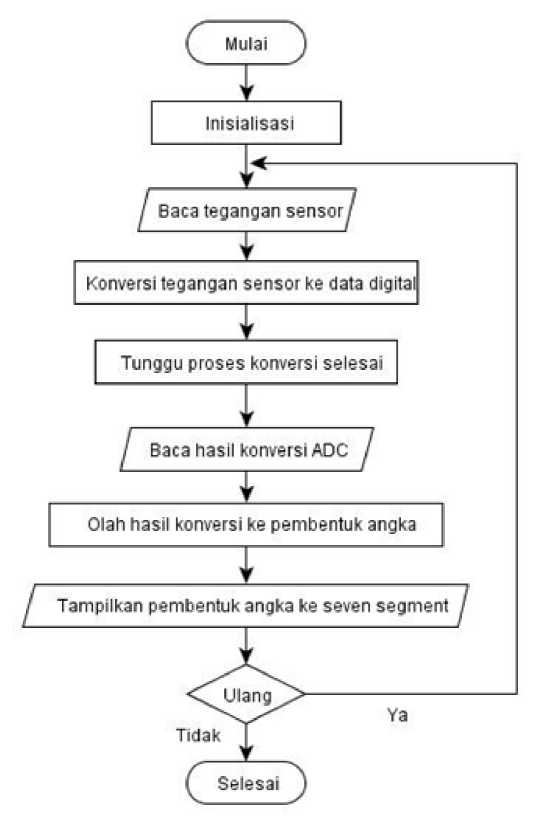 Mulai
Inisialisasi
Baca tegangan sensor
Konversi tegangan sensor ke data digital
Tunggu proses konversi selesai
Baca hasil konversi ADC
Olah hasil konversi ke pembentuk angka
Tampilkan pembentuk angka ke seven segment
Ulang
Ya
Tidak
Selesai